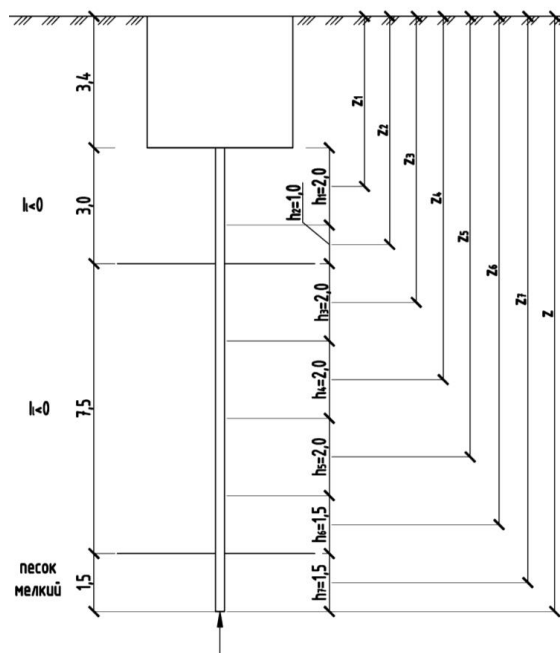 3,4
Z1
Z2
Z3
Z4
Z5
Z6
Z7
Z
IL<0
3,0
h1=2,0
h2=1,0
h3=2,0
IL<0
7,5
h4=2,0
h5=2,0
h6=1,5
песок
мелкий
1,5
h7=1,5